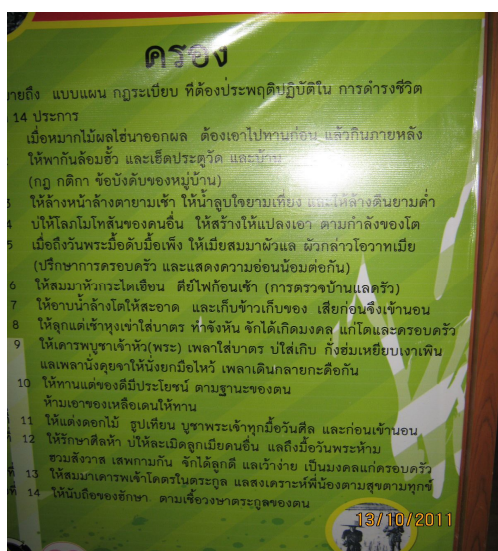 ครอง
ายถึง แบบแผน กฎระเบียบ ที่ต้องประพฤติปฏิบัติใน การดำรงชีวิต
14 ประการ
เมื่อหมากไม้ผลไฮ่นาออกผล ต้องเอาไปทานก่อน แล้วกินภายหลัง
ให้พากันล้อมฮั้ว และเฮ็ดประตูวัด และบ้าน
(กฎ กติกา ข้อบังคับของหมู่บ้าน)
3 ให้ล้างหน้าล้างตายามเช้า ให้น้ำลูบใจยามเที่ยง และให้ล้างตีนยามค่ำ
4 บ่ให้โลภโมโทสันของคนอื่น ให้สร้างให้แปลงเอา ตามกำลังของโต
5 เมื่อถึงวันพระมื้อดับมื้อเพ็ง ให้เมียสมมาผัวแล ผัวกล่าวโอวาทเมีย
(ปรึกษาการครอบครัว และแสดงความอ่อนน้อมต่อกัน)
6 ให้สมมาหัวกะไดเฮือน คีย์ไฟก้อนเช้า (การตรวจบ้านแลครัว)
7 ให้อาบน้ำล้างโตให้สะอาด และเก็บข้าวเก็บของ เสียก่อนจึงเข้านอน
8 ให้ลุกแต่เช้าหุงเข่าใส่บาตร ทำจังหัน จักได้เกิดมงคล แก่โตและครอบครัว
9 ให้เคารพบูชาเจ้าหัว(พระ) เพลาใส่บาตร บ่ใส่เกิบ กั้งฮ่มเหยียบเงาเพิ่น
แลเพลานั่งคุยจาให้นั่งยกมือไหว้ เพลาเดินกลายกะคือกัน
10 ให้ทานแต่ของดีมีประโยชน์ ตามฐานะของตน
ห้ามเอาของเหลือเดนให้ทาน
ที่ 11 ให้แต่งดอกไม้ ธูปเทียน บูชาพระเจ้าทุกมื้อวันศีล และก่อนเข้านอน
ที่ 12 ให้รักษาศีลห้า บ่ให้ละเมิดลูกเมียคนอื่น แลถึงมื้อวันพระห้าม
ฮวมสังวาส เสพกามกัน จักได้ลูกดี แลเว้าง่าย เป็นมงคลแก่ครอบครัว
ที่ 13 ให้สมมาเคารพเจ้าโคตรในตระกูล แลสงเคราะห์พี่น้องตามสุขตามทุกข์
ที่ 14 ให้นับถือของฮักษา ตามเชื้อวงษาตระกูลของตน
13/10/2011